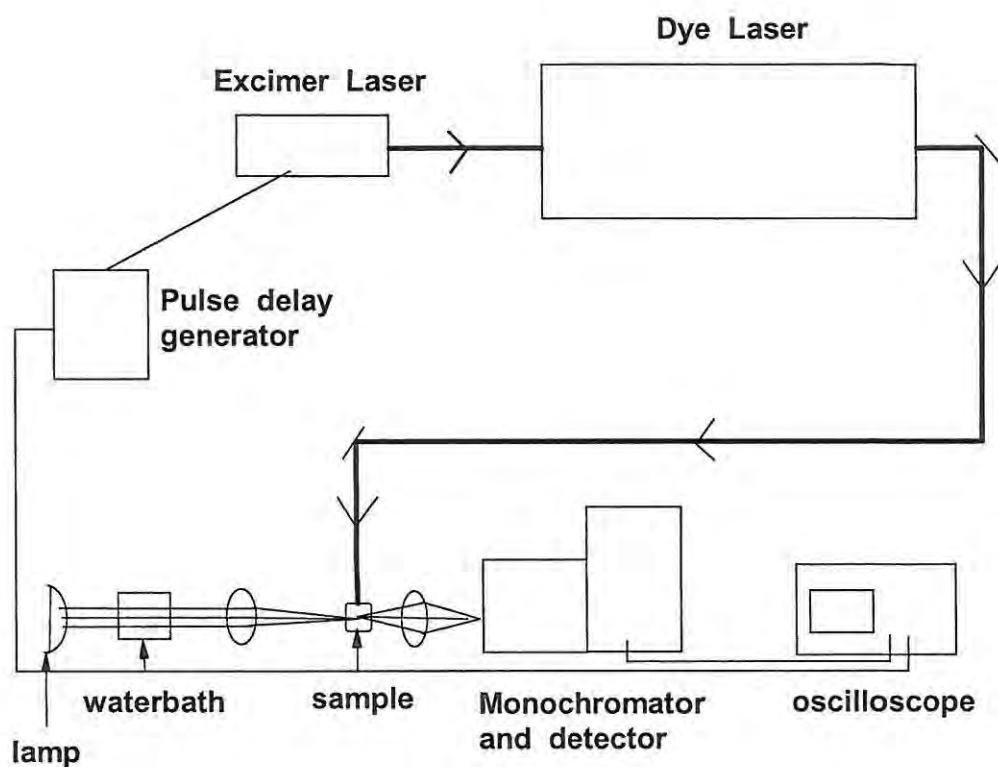 Dye Laser
Excimer Laser
Pulse delay
generator
waterbath
sample
Monochromator
and detector
oscilloscope
lamp